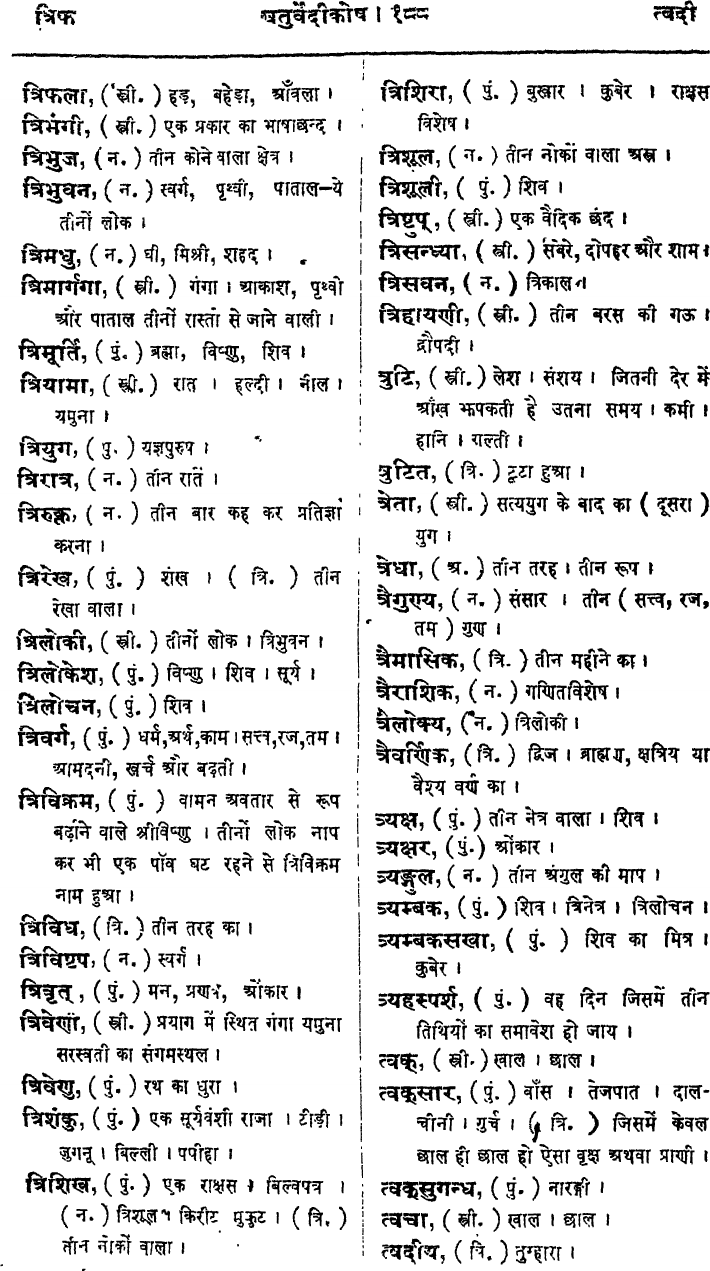 त्रिफ
चतुर्वेदीकोष । १८८
त्वदी
त्रिफला, ( स्त्री. ) हड़, बहेड़ा, आँवला ।
त्रिभंगी, ( स्त्री. ) एक प्रकार का भाषाछन्द ।
त्रिभुज, ( न. ) तीन कोने वाला क्षेत्र ।
त्रिभुवन, ( न. ) स्वर्ग, पृथ्वी, पाताल–ये
तीनों लोक ।
त्रिमधु, ( न. ) घी, मिश्री, शहद ।
त्रिमार्गगा, ( स्त्री. ) गंगा । आकाश, पृथ्वी
और पाताल तीनों रास्तों से जाने वाली ।
त्रिमूर्ति, ( पुं. ) ब्रह्मा, विष्णु, शिव ।
त्रियामा, ( स्त्री. ) रात । हल्दी । नील ।
यमुना ।
त्रियुग, ( पु. ) यज्ञपुरुष ।
त्रिरात्र, ( न. ) तीन रातें ।
त्रिरुक्त, ( न. ) तीन बार कह कर प्रतिज्ञा
करना ।
त्रिरेख, ( पुं. ) शंख । ( त्रि. ) तीन
रेखा वाला ।
त्रिलोकी, ( स्त्री. ) तीनों लोक । त्रिभुवन ।
त्रिलोकेश, ( पुं. ) विष्णु । शिव । सूर्य ।
त्रिलोचन, ( पुं. ) शिव ।
त्रिवर्ग, ( पुं. ) धर्म,अर्थ,काम । सत्त्व,रज,तम ।
आमदनी, खर्च और बढ़ती ।
त्रिविक्रम, ( पुं. ) वामन अवतार से रूप
बढ़ाने वाले श्रीविष्णु । तीनों लोक नाप
कर भी एक पाँव घट रहने से त्रिविक्रम
नाम हुआ ।
त्रिविध, ( त्रि. ) तीन तरह का ।
त्रिविष्टप, ( न. ) स्वर्ग ।
त्रिवृत्, ( पुं. ) मन, प्रणव, ओंकार ।
त्रिवेणी, ( स्त्री. ) प्रयाग में स्थित गंगा यमुना
सरस्वती का संगमस्थल ।
त्रिवेणु, ( पुं. ) रथ का धुरा ।
त्रिशंकु, ( पुं. ) एक सूर्यवंशी राजा । टीड़ी ।
जुगनू । बिल्ली । पपीहा ।
त्रिशिख, ( पुं. ) एक राक्षस । बिल्वपत्र ।
( न. ) त्रिशूल । किरीट मुकुट । ( त्रि. )
तीन नोकों वाला ।
त्रिशिरा, ( पुं. ) बुखार । कुबेर । राक्षस
विशेष ।
त्रिशूल, ( न. ) तीन नोकों वाला अस्त्र ।
त्रिशूली, ( पुं. ) शिव ।
त्रिष्टुप्, ( स्त्री. ) एक वैदिक छंद ।
त्रिसन्ध्या, ( स्त्री. ) सबेरे, दोपहर और शाम ।
त्रिसवन, ( न. ) त्रिकाल ।
त्रिहायणी, ( स्त्री. ) तीन बरस की गऊ ।
द्रौपदी ।
त्रुटि, ( स्त्री. ) लेश । संशय । जितनी देर में
आँख झपकती है उतना समय । कमी ।
हानि । गल्ती ।
त्रुटित, ( त्रि. ) टूटा हुआ ।
त्रेता, ( स्त्री. ) सत्ययुग के बाद का ( दूसरा )
युग ।
त्रेधा, ( अ. ) तीन तरह । तीन रूप ।
त्रैगुण्य, ( न. ) संसार । तीन ( सत्त्व, रज,
तम ) गुण ।
त्रैमासिक, ( त्रि. ) तीन महीने का ।
त्रैराशिक, ( न. ) गणितविशेष ।
त्रैलोक्य, ( न. ) त्रिलोकी ।
त्रैवर्णिक, ( त्रि. ) द्विज । ब्राह्मण, क्षत्रिय या
वैश्य वर्ण का ।
त्र्यक्ष, ( पुं. ) तीन नेत्र वाला । शिव ।
त्र्यक्षर, ( पुं. ) ओंकार ।
त्र्यङ्गुल, ( न. ) तीन अंगुल की माप ।
त्र्यम्बक, ( पुं. ) शिव । त्रिनेत्र । त्रिलोचन ।
त्र्यम्बकसखा, ( पुं. ) शिव का मित्र ।
कुबेर ।
त्र्यहस्पर्श, ( पुं. ) वह दिन जिसमें तीन
तिथियों का समावेश हो जाय ।
त्वक्, ( स्त्री. ) खाल । छाल ।
त्वक्सार, ( पुं. ) बाँस । तेजपात । दाल-
चीनी । गुर्च । ( त्रि. ) जिसमें केवल
छाल ही छाल हो ऐसा वृक्ष अथवा प्राणी ।
त्वक्सुगन्ध, ( पुं. ) नारङ्गी ।
त्वचा, ( स्त्री. ) खाल । छाल ।
त्वदीय, ( त्रि. ) तुम्हारा ।